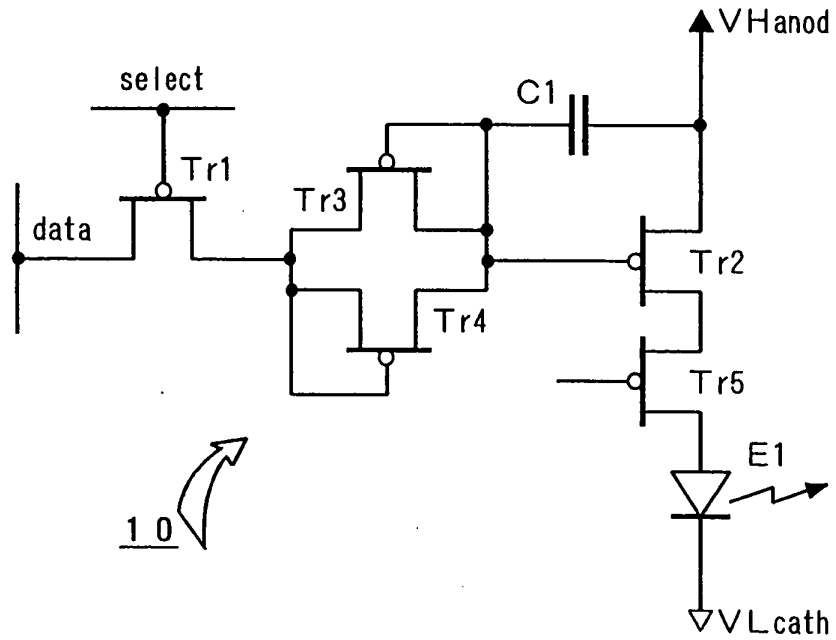 VHanod
select
C1
Tr1
Tr3
data
Tr2
Tr4
Tr5
E1
10
VLcath